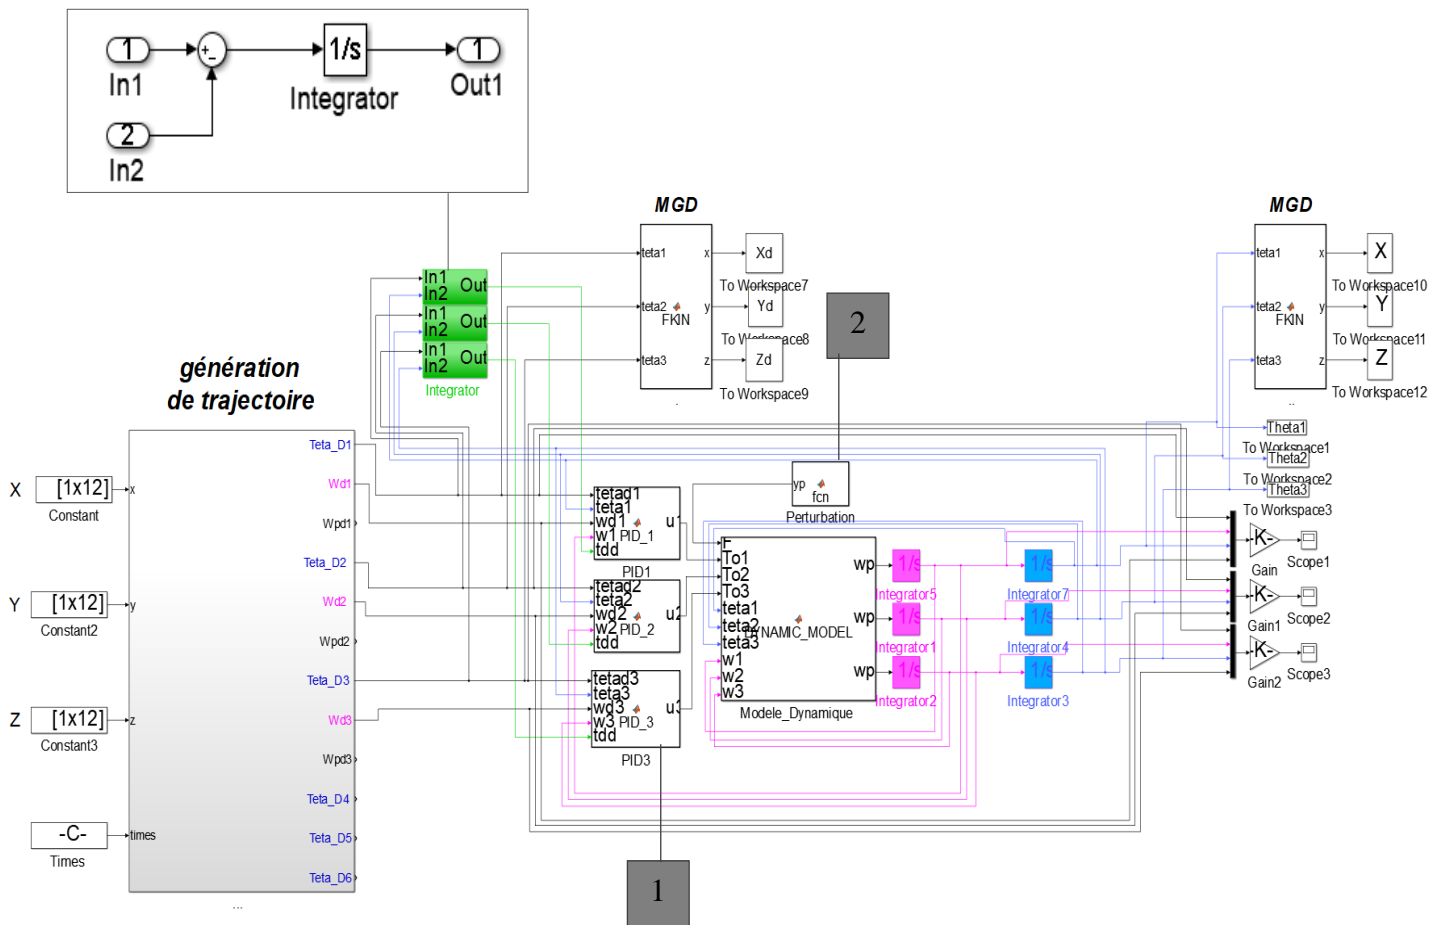 1
+
-
1/s
1
In1
Integrator
Out1
2
In2
MGD
MGD
teta1
x
Xd
To Workspace7
teta2
y
Yd
FKIN
To Workspace8
teta3
z
Zd
To Workspace9
.
teta1
x
X
To Workspace10
teta2
y
Y
FKIN
To Workspace11
teta3
z
Z
To Workspace12
..
In1
In2
Out
In1
In2
Out
In1
In2
Out
Integrator
2
génération
de trajectoire
Teta_D1
Wd1
Wpd1
Teta_D2
Wd2
Wpd2
Teta_D3
Wd3
Wpd3
Teta_D4
Teta_D5
Teta_D6
X
[1x12]
x
Constant
Y
[1x12]
y
Constant2
Z
[1x12]
z
Constant3
-C-
times
Times
...
tetad1
teta1
wd1
w1
tdd
PID_1
u1
PID1
tetad2
teta2
wd2
w2
tdd
PID_2
u2
tetad3
teta3
wd3
w3
tdd
PID_3
u3
PID3
yp
fcn
Perturbation
F
To1
To2
To3
teta1
teta2
teta3
w1
w2
w3
DYNAMIC_MODEL
wp
wp
wp
Modele_Dynamique
1/s
Integrator5
1/s
Integrator1
1/s
Integrator2
1/s
Integrator7
1/s
Integrator4
1/s
Integrator3
Theta1
To Workspace1
Theta2
To Workspace2
Theta3
To Workspace3
K-
Gain
Scope1
K-
Gain1
Scope2
K-
Gain2
Scope3
1